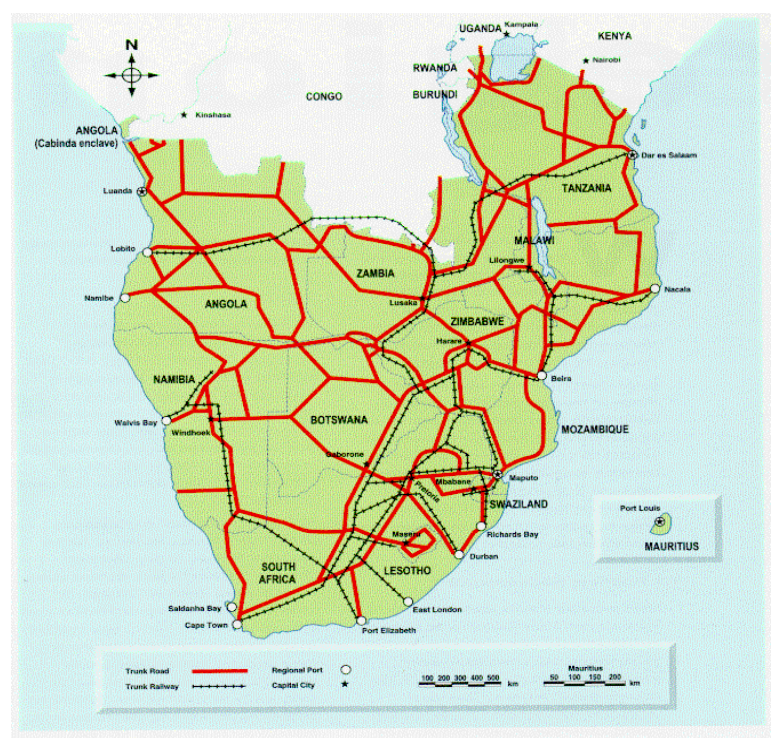 UGANDA
Kampala
KENYA
N
RWANDA
Nairobi
CONGO
BURUNDI
Kinshasa
ANGOLA
(Cabinda enclave)
Dar es Salaam
Luanda
TANZANIA
MALAWI
Lobito
Lilongwe
ZAMBIA
Namibe
ANGOLA
Lusaka
Nacala
ZIMBABWE
Harare
NAMIBIA
Beira
BOTSWANA
Walvis Bay
Windhoek
MOZAMBIQUE
Gaborone
Maputo
Mbabane
Pretoria
SWAZILAND
Port Louis
Maseru
Richards Bay
MAURITIUS
Durban
SOUTH
AFRICA
LESOTHO
Saldanha Bay
East London
Cape Town
Port Elizabeth
Trunk Road
Regional Port
Mauritius
Trunk Railway
Capital City
100 200 300 400 500
km
50 100 150 200
km